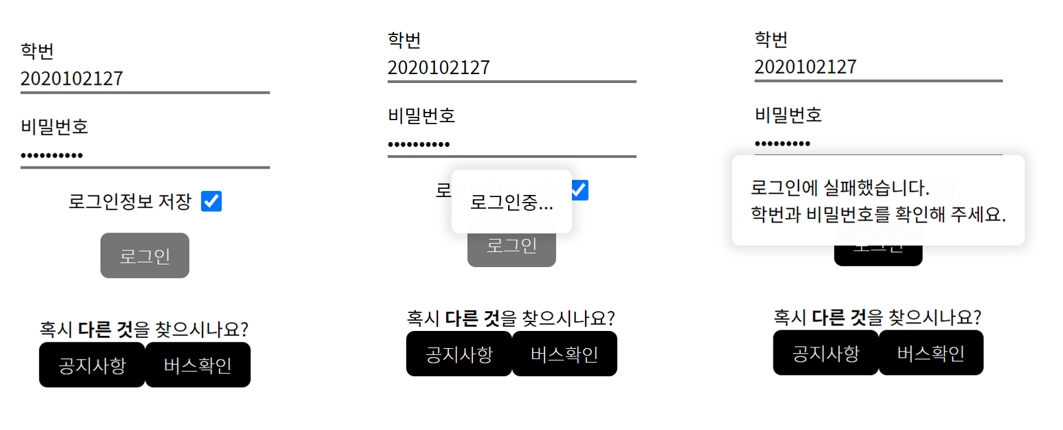 학번
2020102127
비밀번호
••••••••••
로그인정보 저장
로그인
혹시 다른 것을 찾으시나요?
공지사항 버스확인
학번
2020102127
비밀번호
••••••••••
로
로그인중...
로그인
혹시 다른 것을 찾으시나요?
공지사항 버스확인
학번
2020102127
비밀번호
•••••••••
로그인에 실패했습니다.
학번과 비밀번호를 확인해 주세요.
로그인
혹시 다른 것을 찾으시나요?
공지사항 버스확인